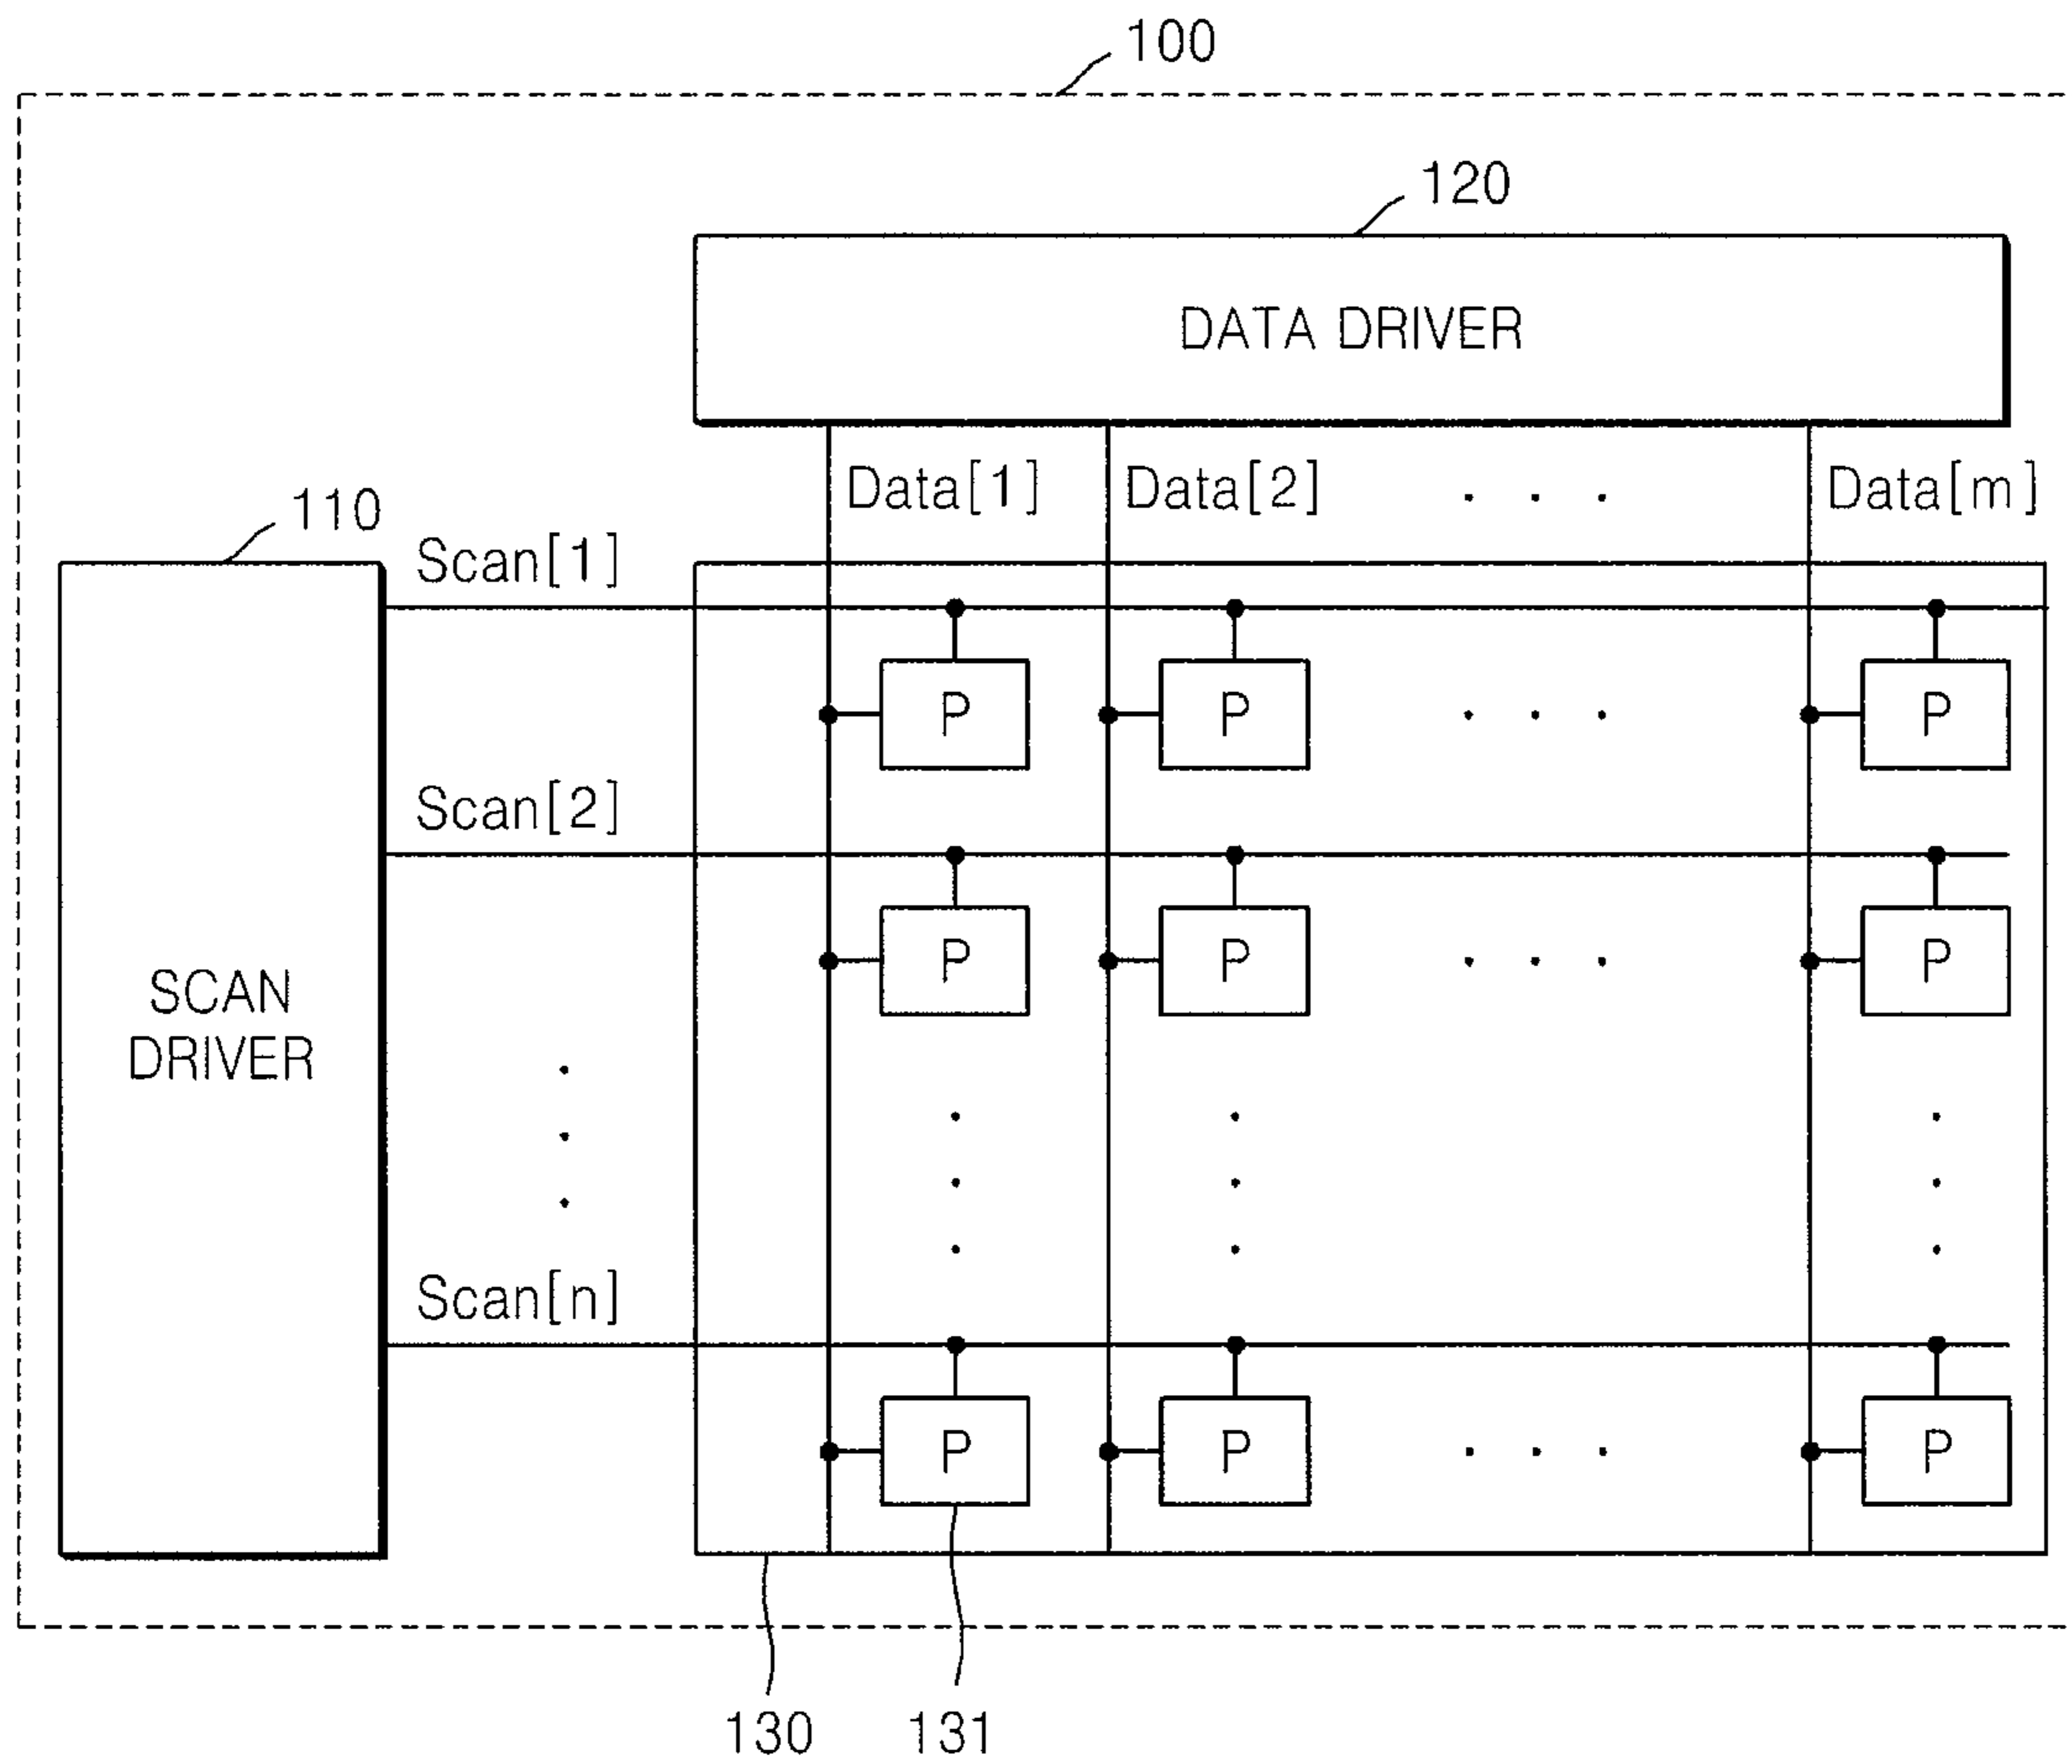 100
120
DATA DRIVER
Data[1] Data[2] . . . Data[m]
110
Scan[1]
P P . . . P
Scan[2]
P P . . . P
SCAN
DRIVER
Scan[n]
P P . . . P
130 131